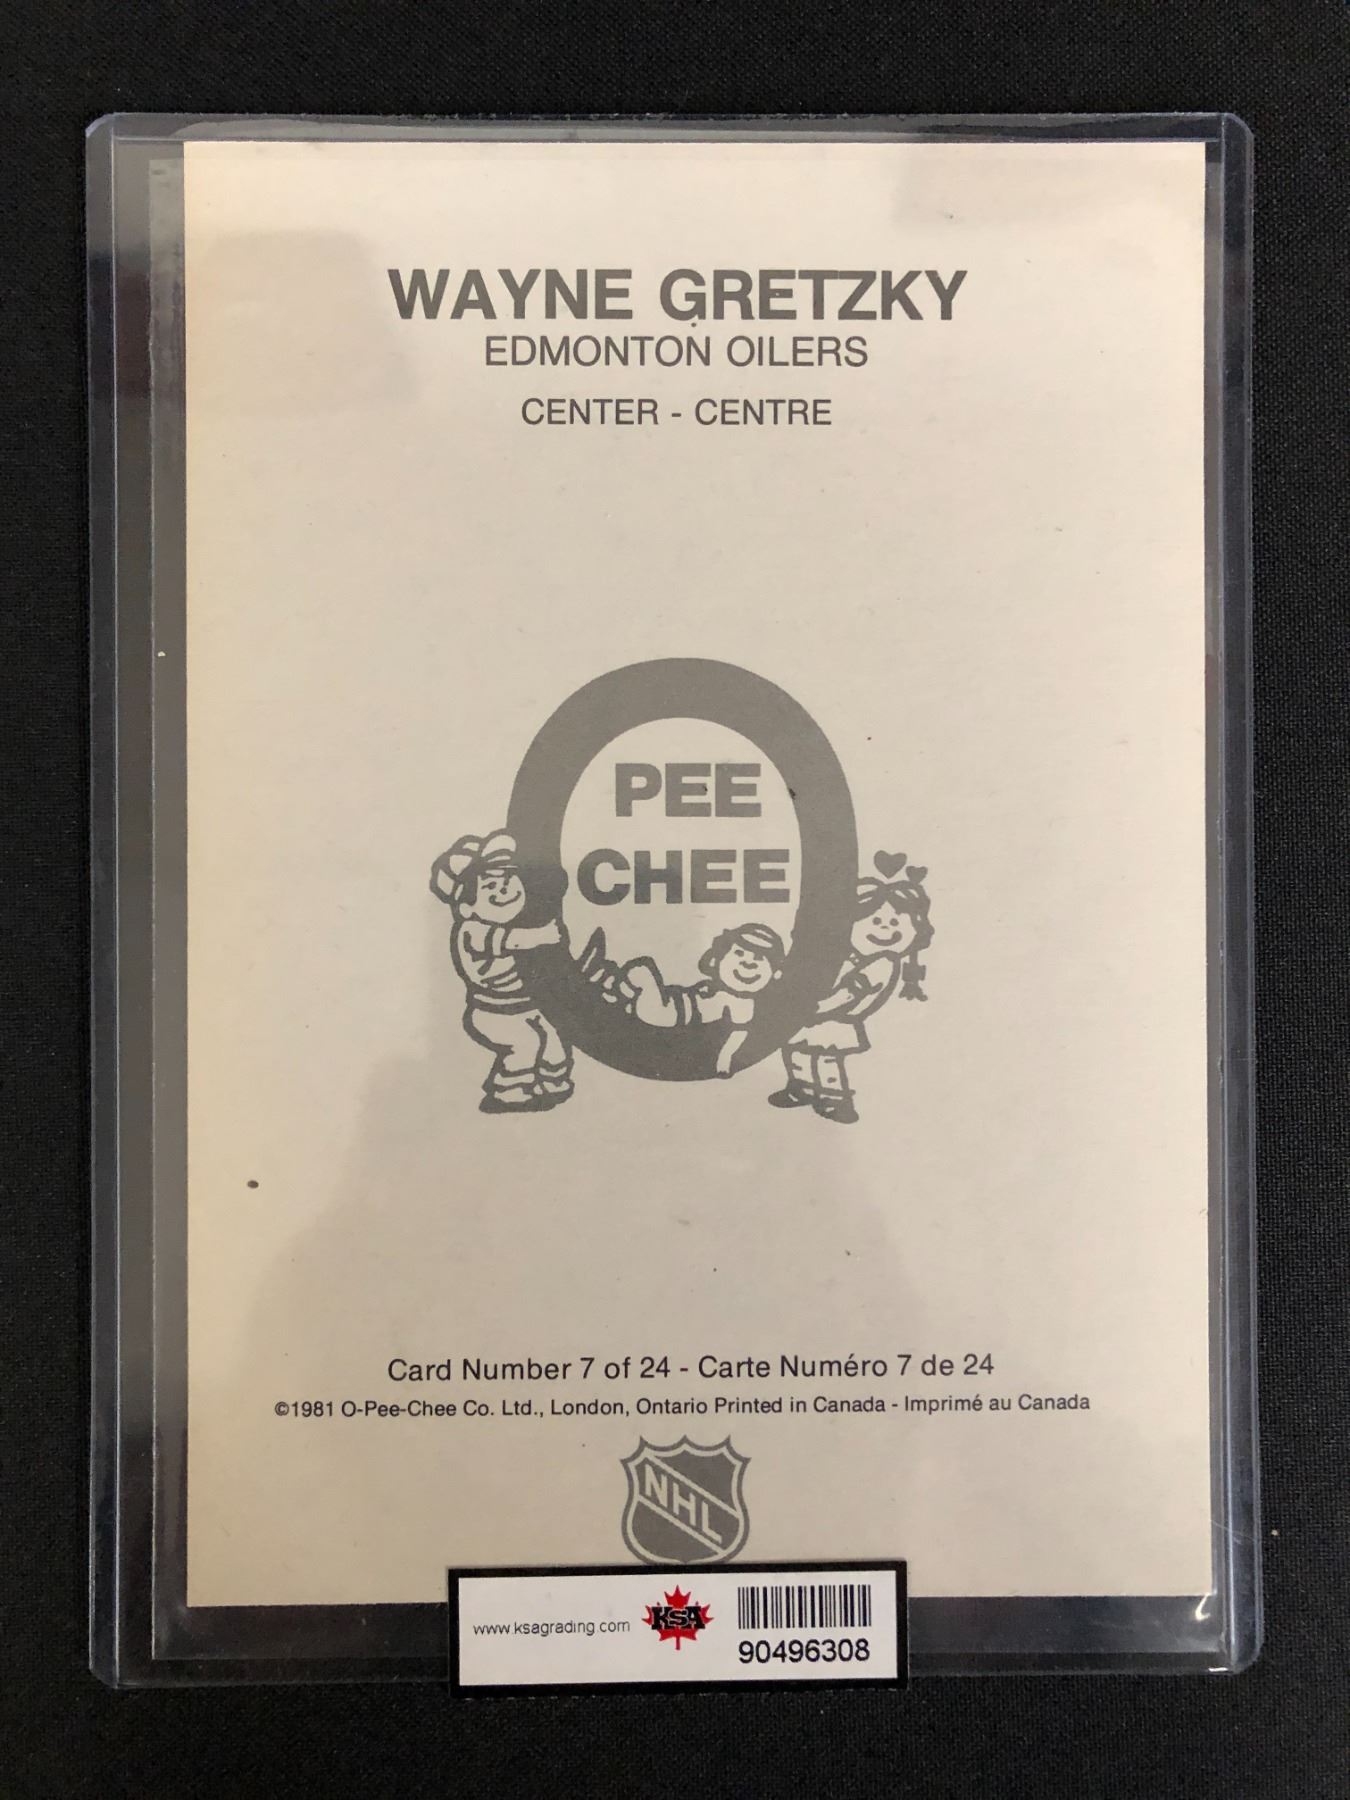 WAYNE GRETZKY
EDMONTON OILERS
CENTER - CENTRE
PEE
CHEE
Card Number 7 of 24 - Carte Numéro 7 de 24
©1981 O-Pee-Chee Co. Ltd., London, Ontario Printed in Canada - Imprimé au Canada
NHL
www.ksagrading.com
KSA
90496308